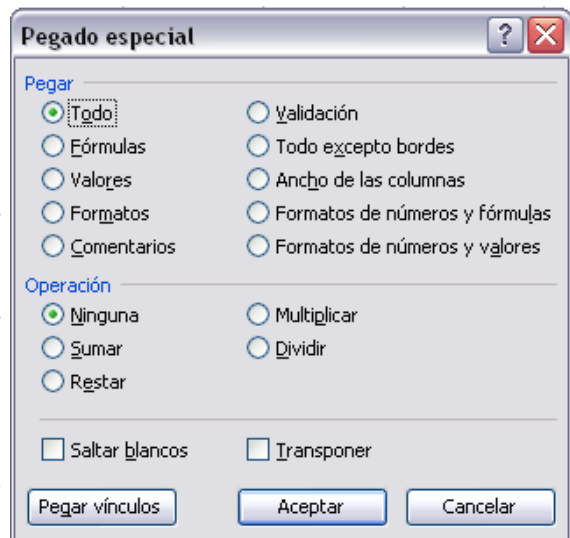 Pegado especial
Pegar
Todo
Validación
Fórmulas
Todo excepto bordes
Valores
Ancho de las columnas
Formatos
Formatos de números y fórmulas
Comentarios
Formatos de números y valores
Operación
Ninguna
Multiplicar
Sumar
Dividir
Restar
Saltar blancos
Transponer
Pegar vínculos
Aceptar
Cancelar